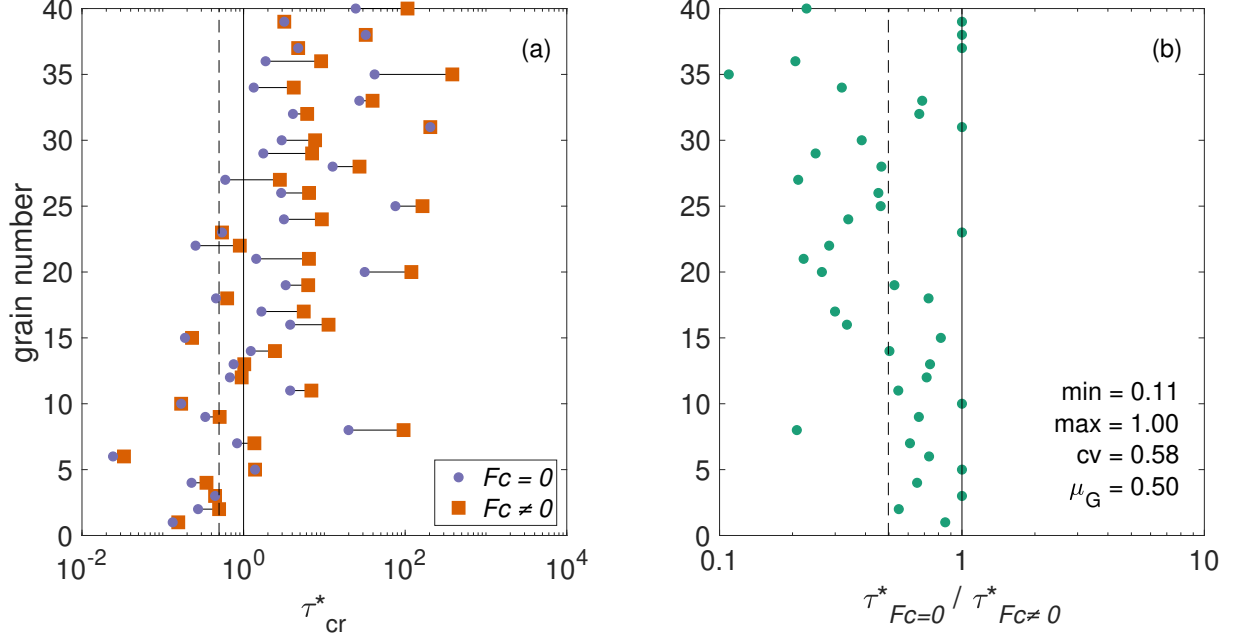 (a)
40
35
30
25
20
15
10
5
0
grain number
Fc = 0
Fc ≠ 0
10^-2 10^0 10^2 10^4
τ*cr
(b)
40
35
30
25
20
15
10
5
0
min = 0.11
max = 1.00
cv = 0.58
μG = 0.50
0.1 1 10
τ*Fc=0 / τ*Fc≠0